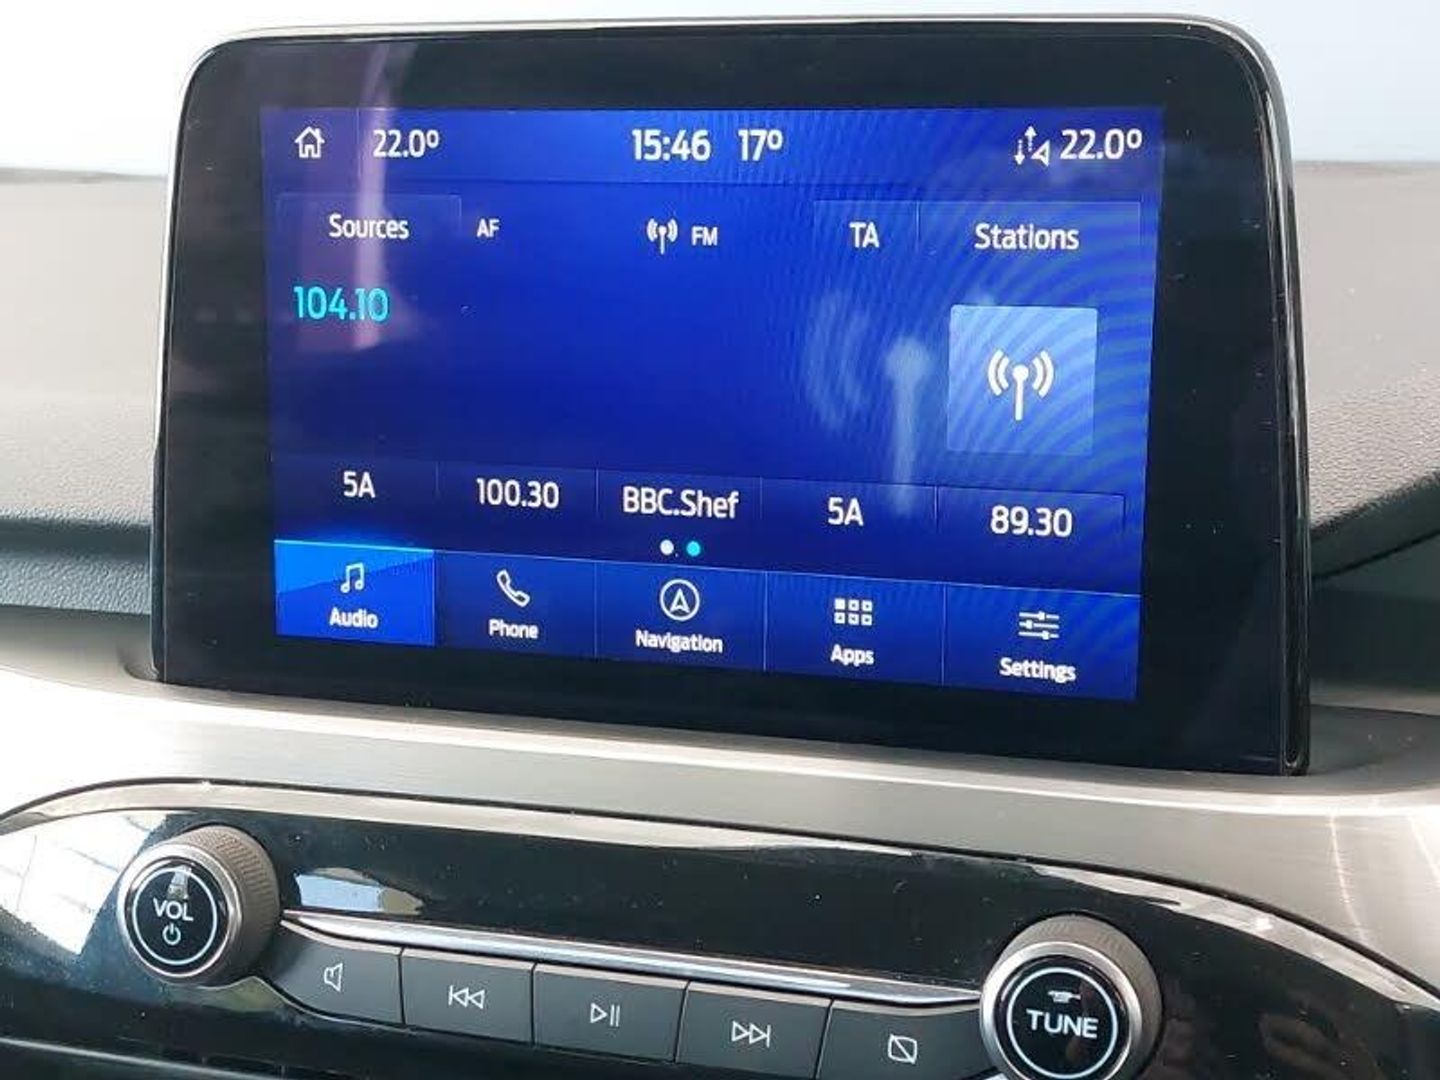 22.0° 15:46 17° 22.0°
Sources AF FM TA Stations
104.10
5A 100.30 BBC.Shef 5A 89.30
Audio Phone Navigation Apps Settings
VOL
TUNE